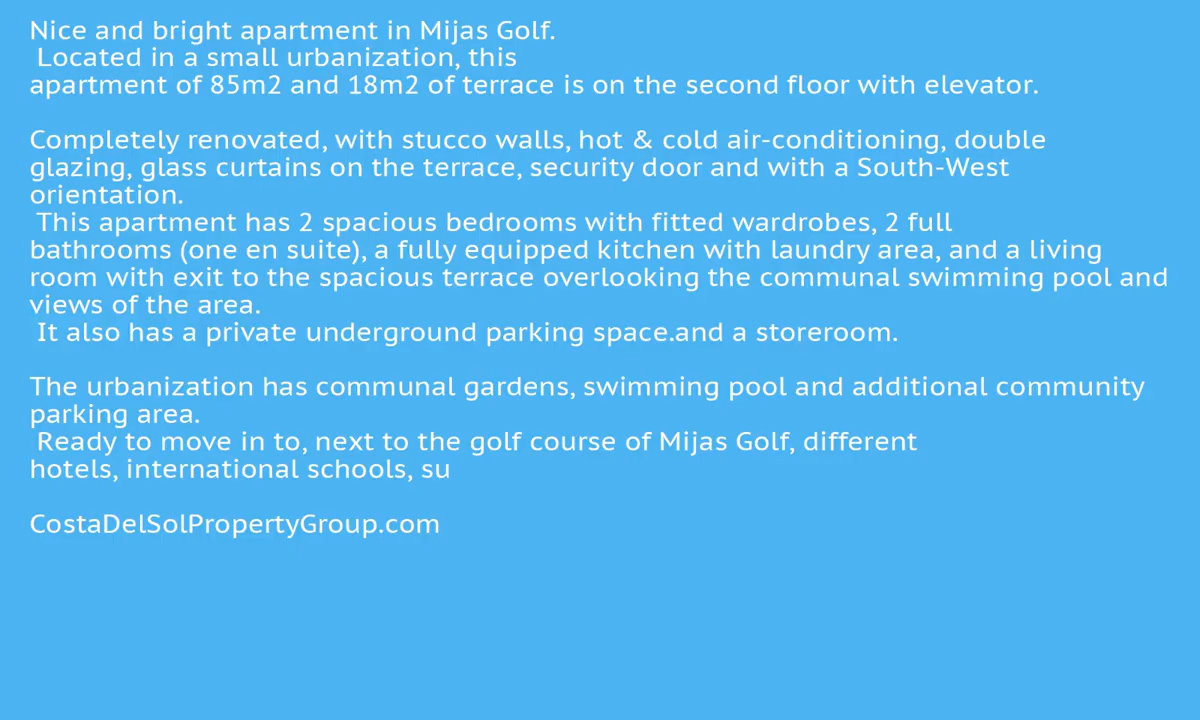 Nice and bright apartment in Mijas Golf.
Located in a small urbanization, this
apartment of 85m2 and 18m2 of terrace is on the second floor with elevator.
Completely renovated, with stucco walls, hot & cold air-conditioning, double
glazing, glass curtains on the terrace, security door and with a South-West
orientation.
This apartment has 2 spacious bedrooms with fitted wardrobes, 2 full
bathrooms (one en suite), a fully equipped kitchen with laundry area, and a living
room with exit to the spacious terrace overlooking the communal swimming pool and
views of the area.
It also has a private underground parking space.and a storeroom.
The urbanization has communal gardens, swimming pool and additional community
parking area.
Ready to move in to, next to the golf course of Mijas Golf, different
hotels, international schools, su
CostaDelSolPropertyGroup.com